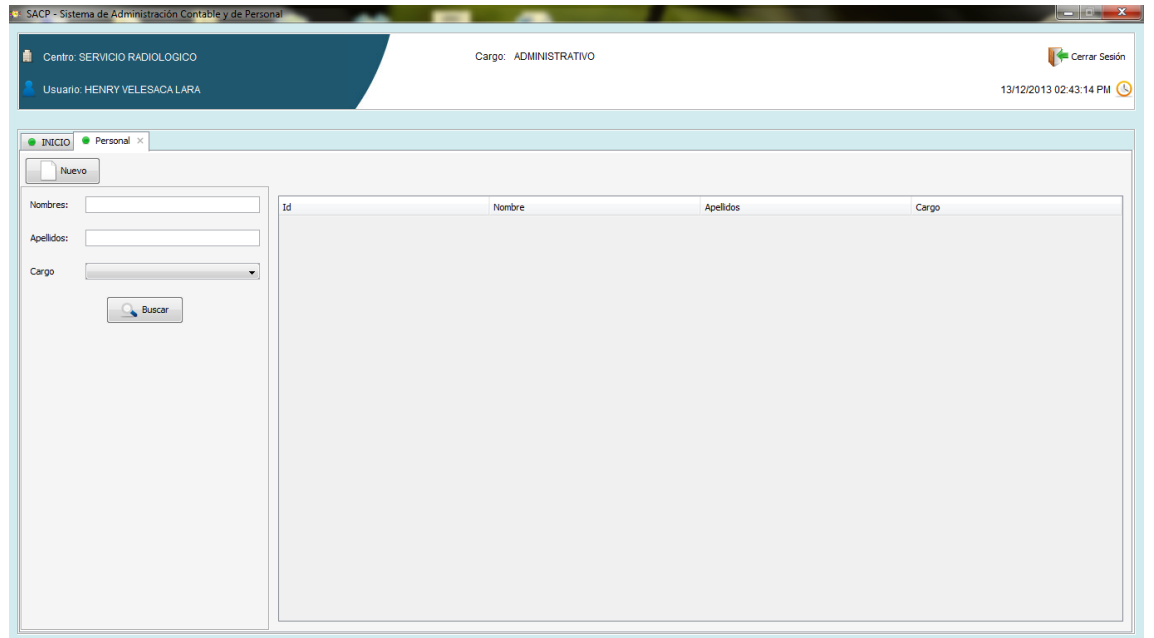 SACP - Sistema de Administración Contable y de Personal
Centro: SERVICIO RADIOLOGICO
Cargo: ADMINISTRATIVO
Cerrar Sesión
Usuario: HENRY VELESACA LARA
13/12/2013 02:43:14 PM
INICIO
Personal
Nuevo
Nombres:
Apellidos:
Cargo
Buscar
Id Nombre Apellidos Cargo